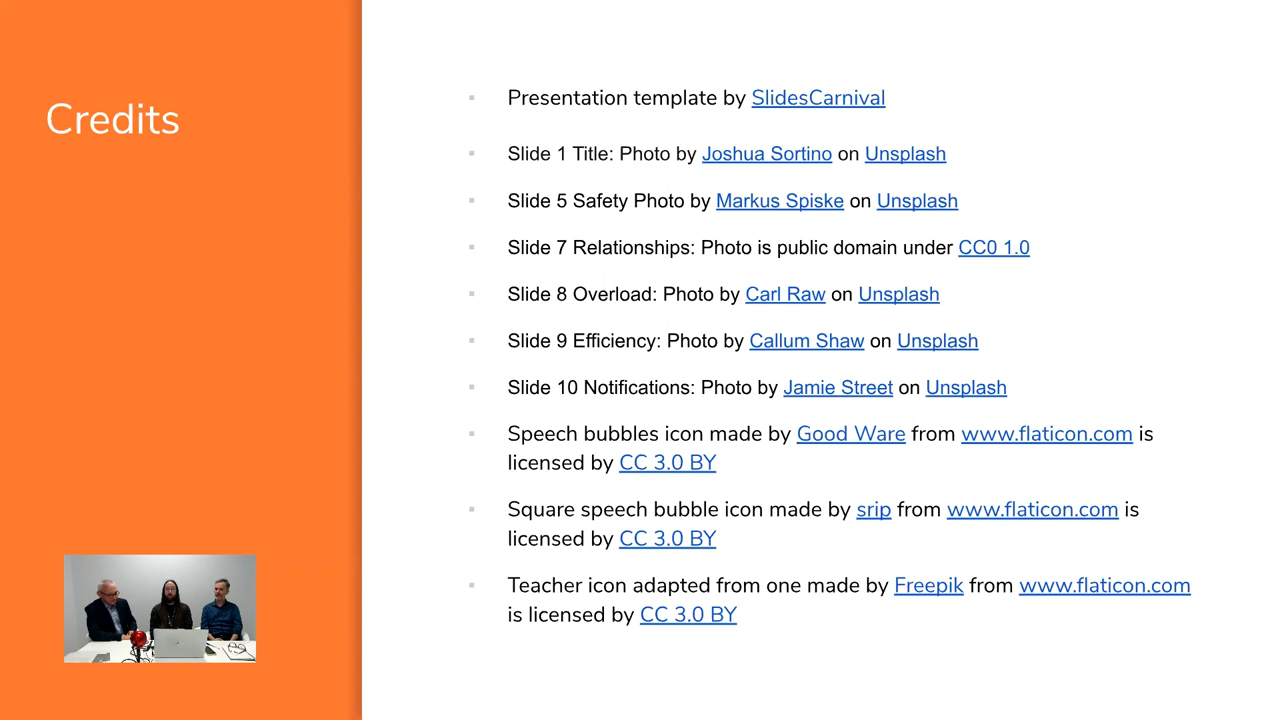 Credits
Presentation template by SlidesCarnival
Slide 1 Title: Photo by Joshua Sortino on Unsplash
Slide 5 Safety Photo by Markus Spiske on Unsplash
Slide 7 Relationships: Photo is public domain under CC0 1.0
Slide 8 Overload: Photo by Carl Raw on Unsplash
Slide 9 Efficiency: Photo by Callum Shaw on Unsplash
Slide 10 Notifications: Photo by Jamie Street on Unsplash
Speech bubbles icon made by Good Ware from www.flaticon.com is
licensed by CC 3.0 BY
Square speech bubble icon made by srip from www.flaticon.com is
licensed by CC 3.0 BY
Teacher icon adapted from one made by Freepik from www.flaticon.com
is licensed by CC 3.0 BY